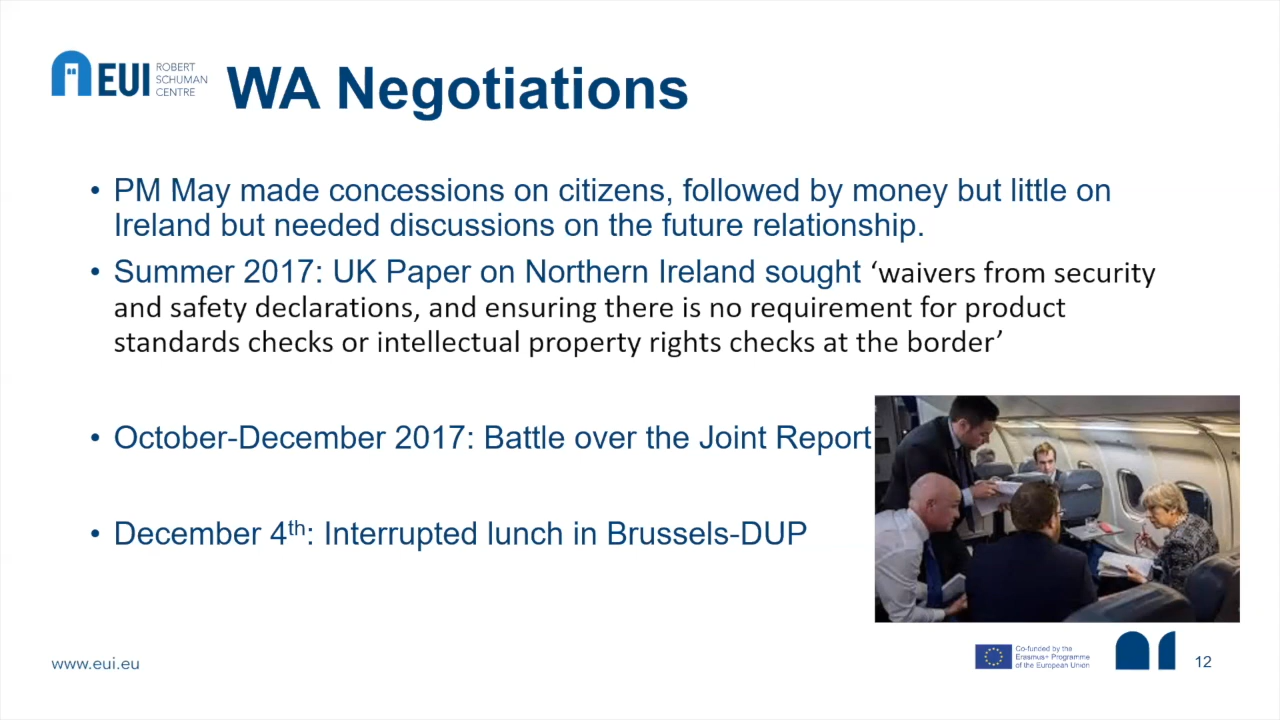 EUI
ROBERT
SCHUMAN
CENTRE
WA Negotiations
• PM May made concessions on citizens, followed by money but little on
Ireland but needed discussions on the future relationship.
• Summer 2017: UK Paper on Northern Ireland sought ‘waivers from security
and safety declarations, and ensuring there is no requirement for product
standards checks or intellectual property rights checks at the border’
• October-December 2017: Battle over the Joint Report
• December 4th: Interrupted lunch in Brussels-DUP
www.eui.eu
Co-funded by the
Erasmus+ Programme
of the European Union
12